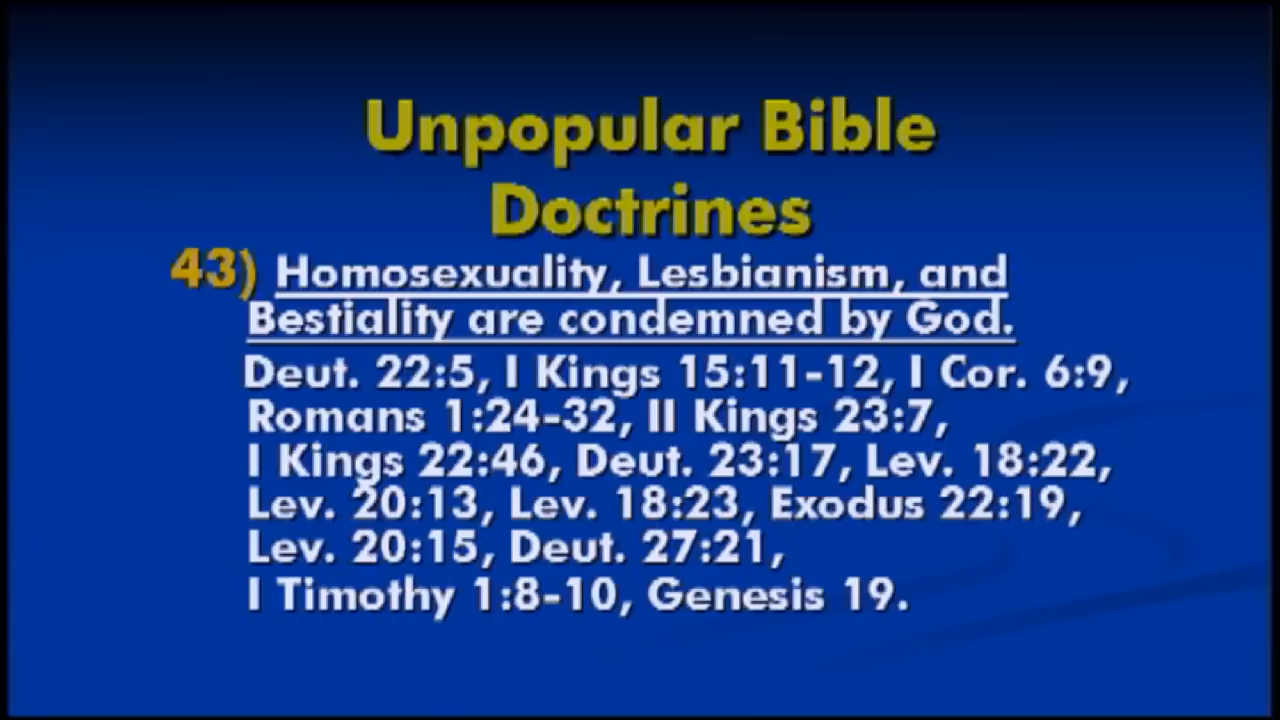 Unpopular Bible
Doctrines
43) Homosexuality, Lesbianism, and
Bestiality are condemned by God.
Deut. 22:5, I Kings 15:11-12, I Cor. 6:9,
Romans 1:24-32, II Kings 23:7,
I Kings 22:46, Deut. 23:17, Lev. 18:22,
Lev. 20:13, Lev. 18:23, Exodus 22:19,
Lev. 20:15, Deut. 27:21,
I Timothy 1:8-10, Genesis 19.